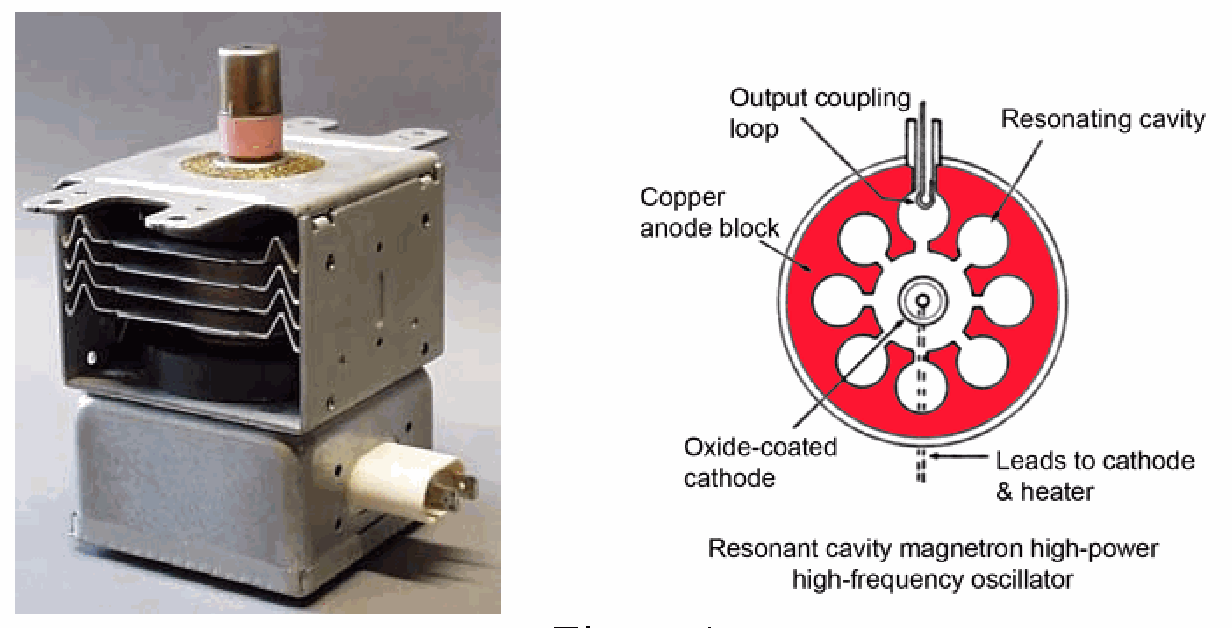 Output coupling
loop
Resonating cavity
Copper
anode block
Oxide-coated
cathode
Leads to cathode
& heater
Resonant cavity magnetron high-power
high-frequency oscillator